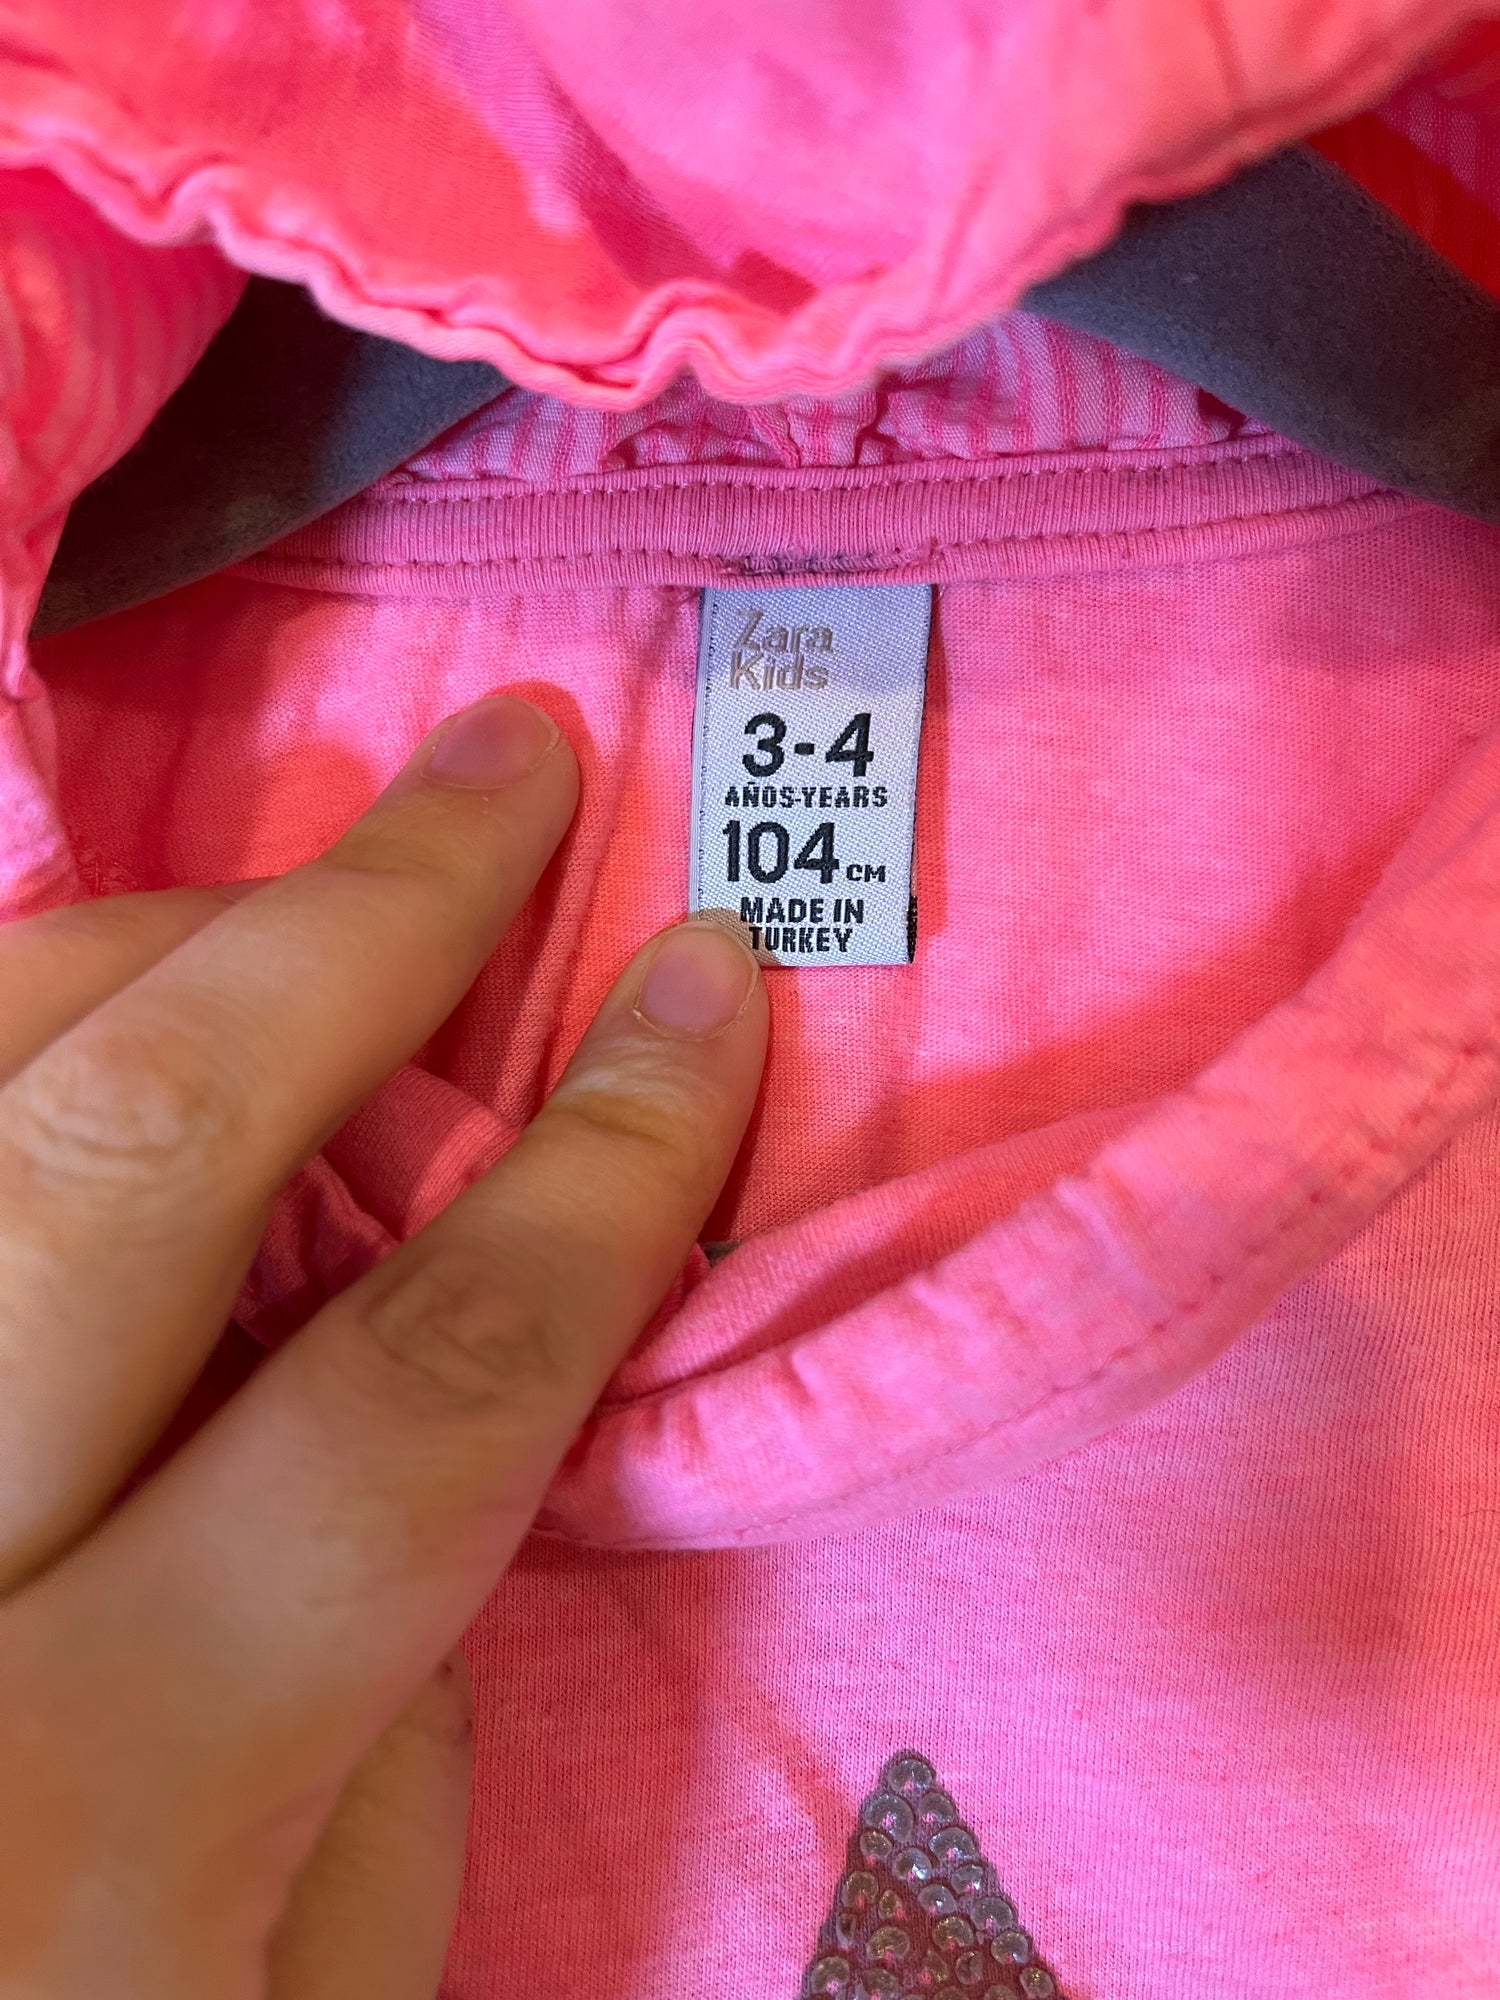 Zara
Kids
3-4
AÑOS-YEARS
104 CM
MADE IN
TURKEY